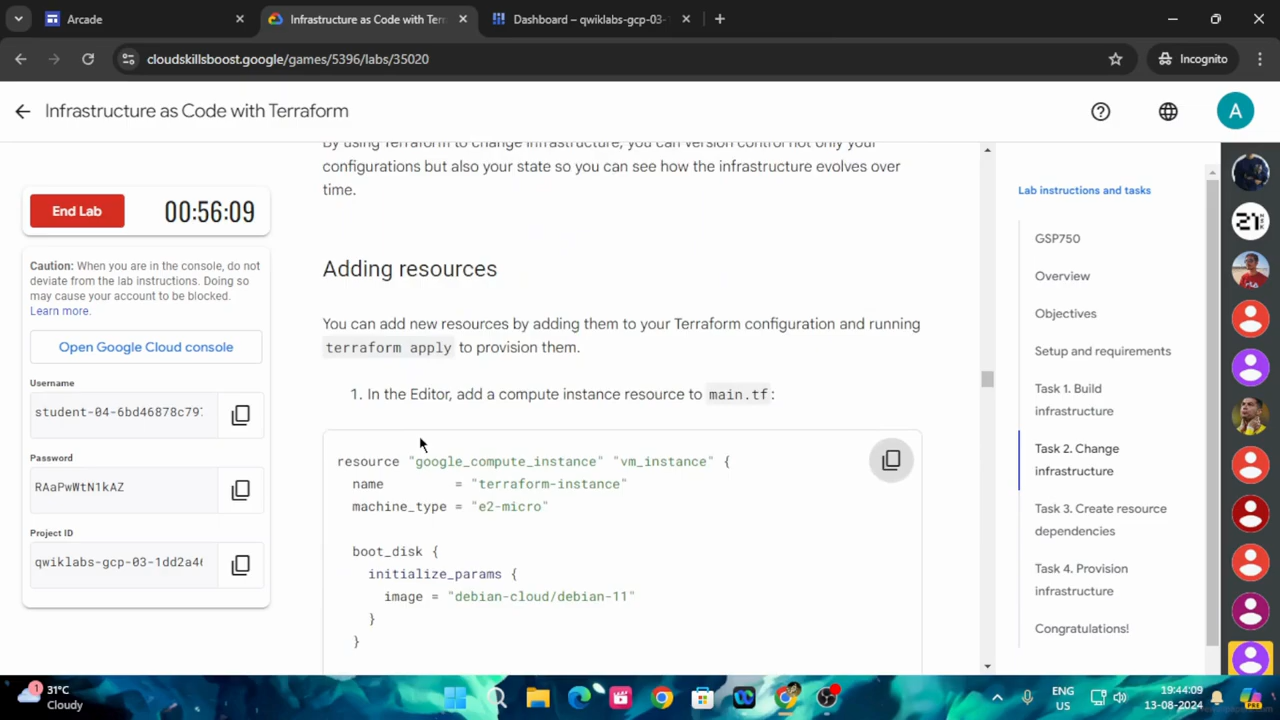 Arcade
Infrastructure as Code with Terr
Dashboard – qwiklabs-gcp-03-
cloudskillsboost.google/games/5396/labs/35020
Incognito
Infrastructure as Code with Terraform
A
By using Terraform to change infrastructure, you can version control not only your
configurations but also your state so you can see how the infrastructure evolves over
time.
End Lab
00:56:09
Caution: When you are in the console, do not
deviate from the lab instructions. Doing so
may cause your account to be blocked.
Learn more.
Open Google Cloud console
Username
student-04-6bd46878c797
Password
RAaPwWtN1kAZ
Project ID
qwiklabs-gcp-03-1dd2a46
Adding resources
You can add new resources by adding them to your Terraform configuration and running
terraform apply to provision them.
1. In the Editor, add a compute instance resource to main.tf:
resource "google_compute_instance" "vm_instance" {
name = "terraform-instance"
machine_type = "e2-micro"
boot_disk {
initialize_params {
image = "debian-cloud/debian-11"
}
}
Lab instructions and tasks
GSP750
Overview
Objectives
Setup and requirements
Task 1. Build
infrastructure
Task 2. Change
infrastructure
Task 3. Create resource
dependencies
Task 4. Provision
infrastructure
Congratulations!
21
1
31°C
Cloudy
ENG
US
19:44:09
13-08-2024
PRE